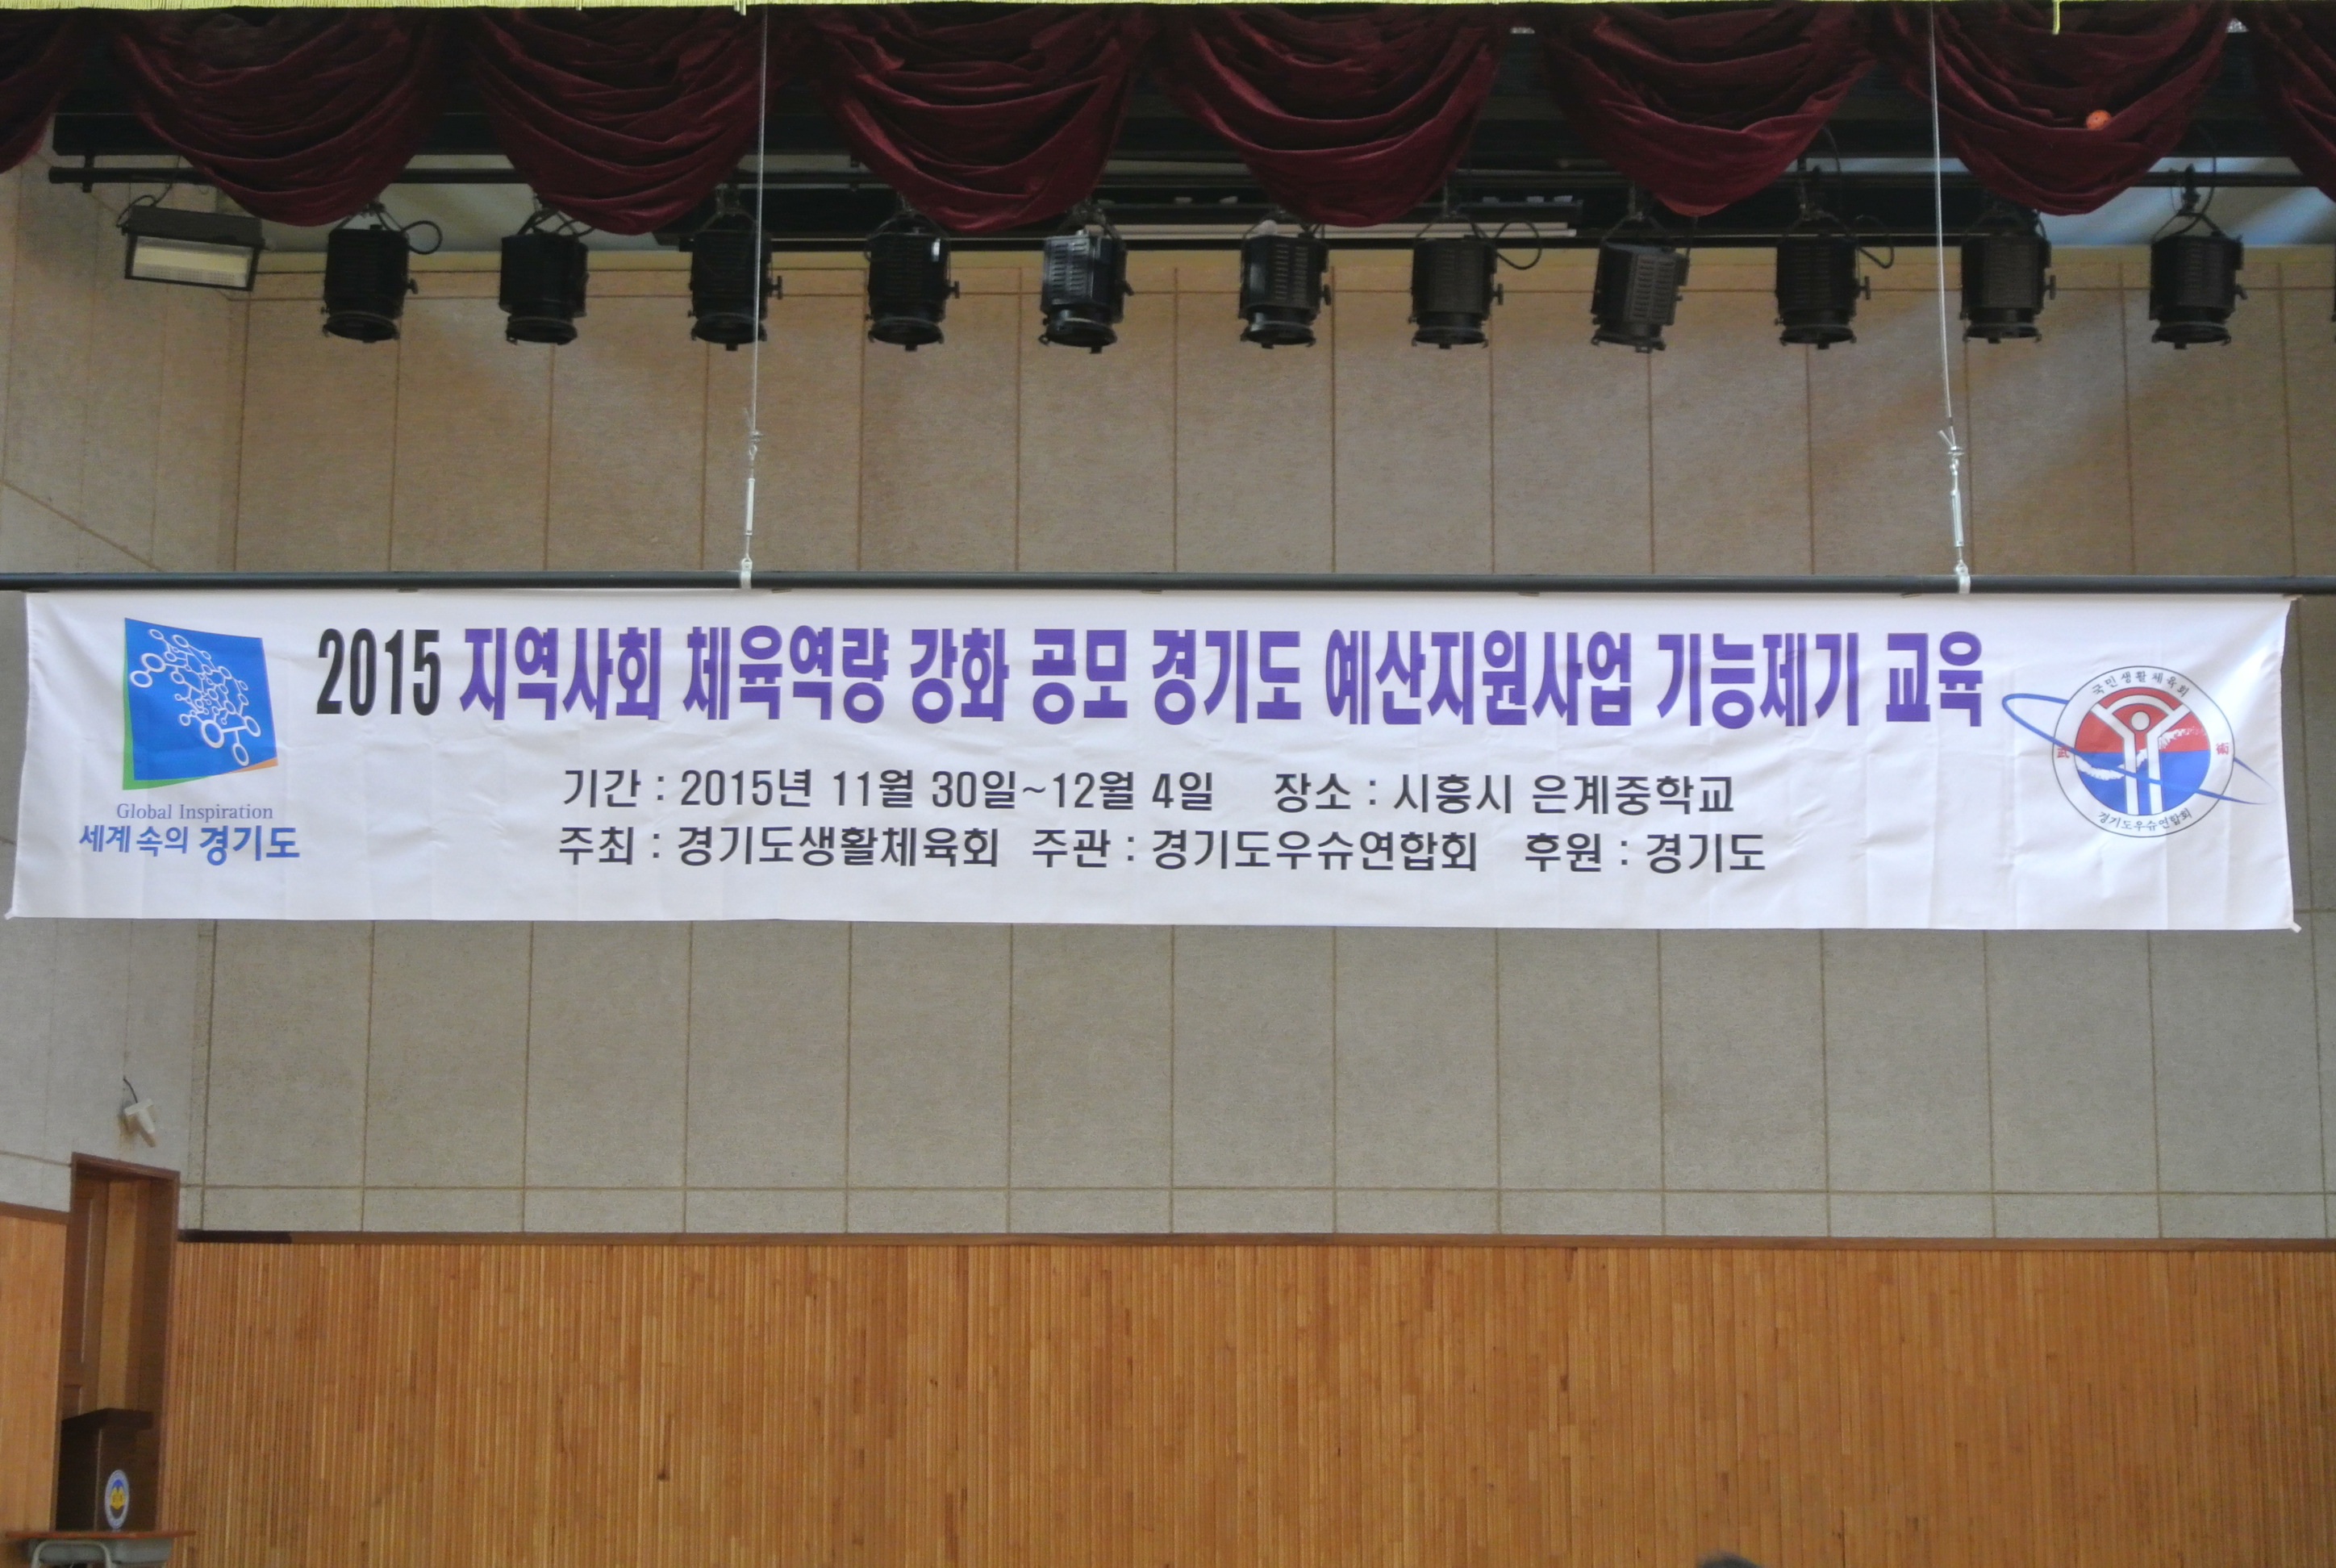 2015 지역사회 체육역량 강화 공모 경기도 예산지원사업 기능제기 교육
기간 : 2015년 11월 30일~12월 4일 장소 : 시흥시 은계중학교
주최 : 경기도생활체육회 주관 : 경기도우슈연합회 후원 : 경기도
Global Inspiration
세계 속의 경기도
국민생활체육회
武 術
경기도우슈연합회